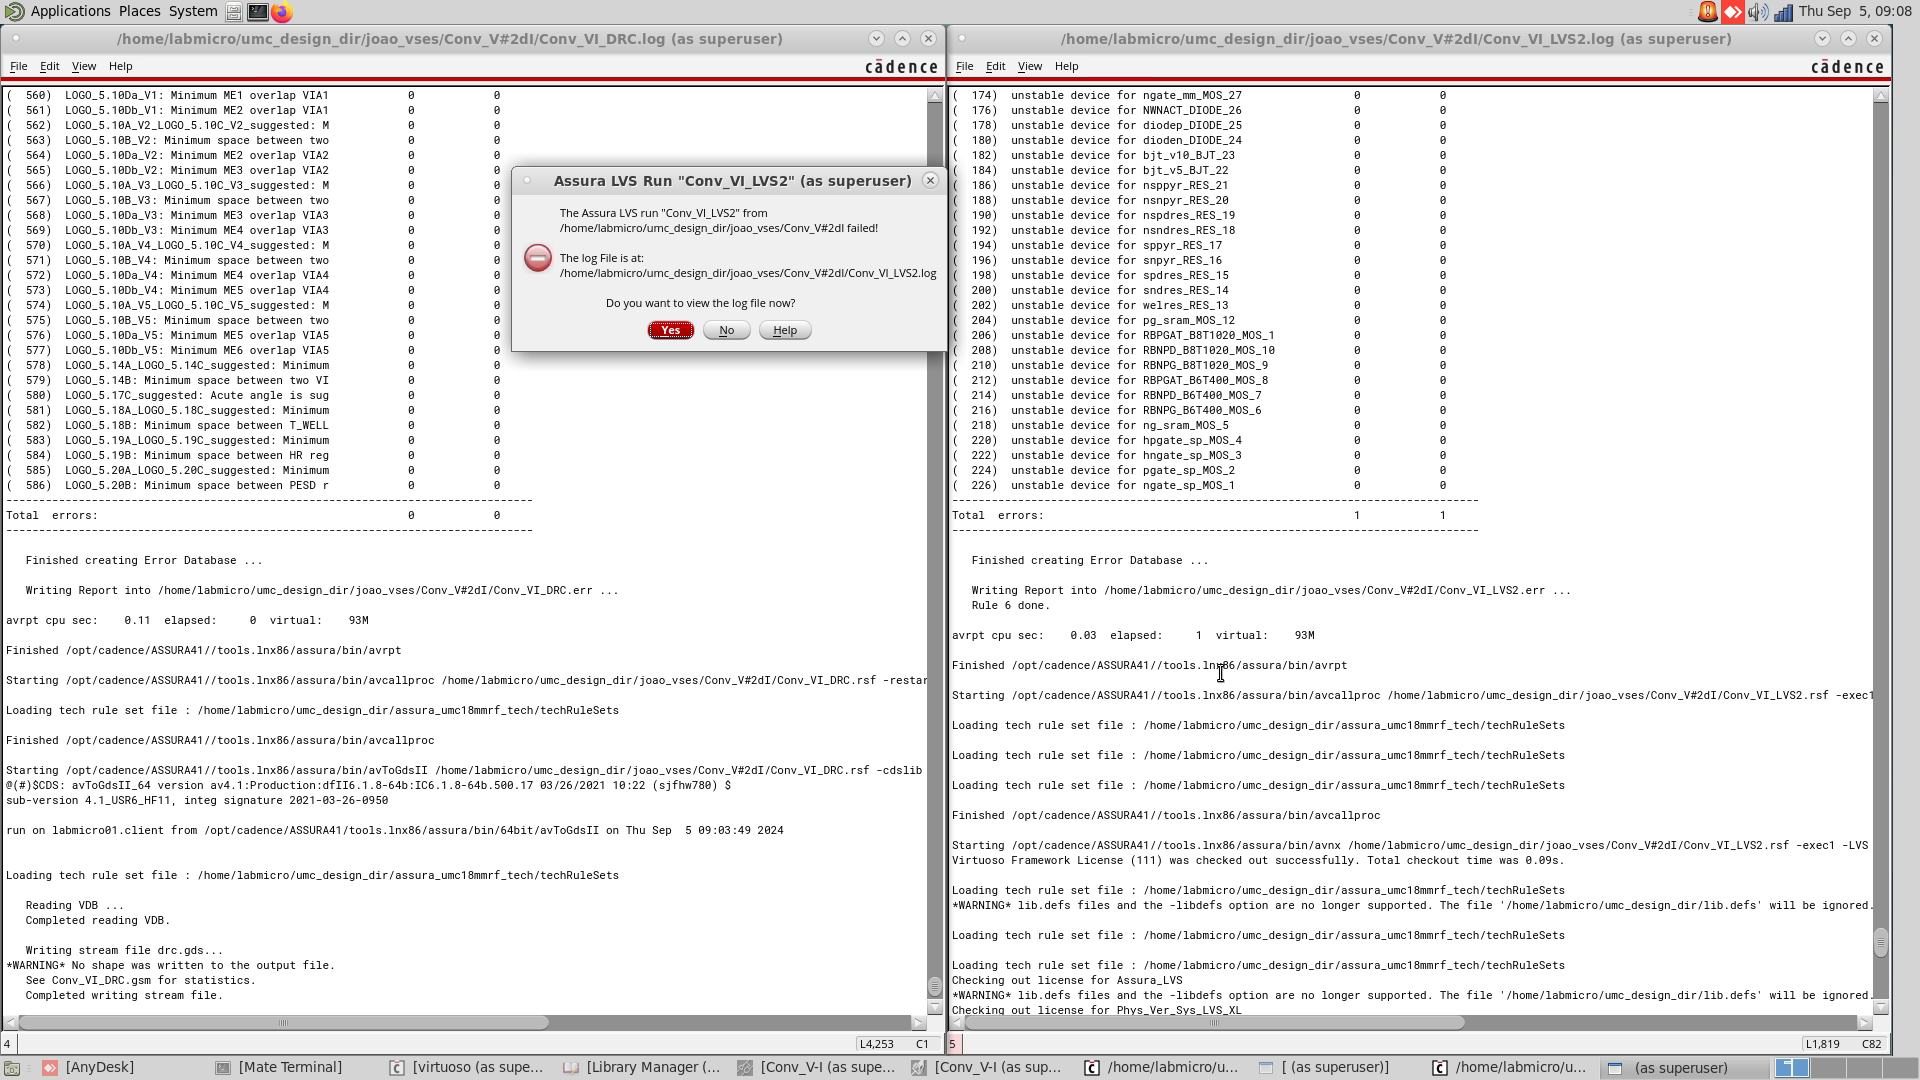 Applications Places System
Thu Sep 5, 09:08
/home/labmicro/umc_design_dir/joao_vses/Conv_V#2dI/Conv_VI_DRC.log (as superuser)
File Edit View Help
cādence
( 560) LOGO_5.10Da_V1: Minimum ME1 overlap VIA1 0 0
( 561) LOGO_5.10Db_V1: Minimum ME2 overlap VIA1 0 0
( 562) LOGO_5.10A_V2_LOGO_5.10C_V2_suggested: M 0 0
( 563) LOGO_5.10B_V2: Minimum space between two 0 0
( 564) LOGO_5.10Da_V2: Minimum ME2 overlap VIA2 0 0
( 565) LOGO_5.10Db_V2: Minimum ME3 overlap VIA2 0 0
( 566) LOGO_5.10A_V3_LOGO_5.10C_V3_suggested: M 0 0
( 567) LOGO_5.10B_V3: Minimum space between two 0 0
( 568) LOGO_5.10Da_V3: Minimum ME3 overlap VIA3 0 0
( 569) LOGO_5.10Db_V3: Minimum ME4 overlap VIA3 0 0
( 570) LOGO_5.10A_V4_LOGO_5.10C_V4_suggested: M 0 0
( 571) LOGO_5.10B_V4: Minimum space between two 0 0
( 572) LOGO_5.10Da_V4: Minimum ME4 overlap VIA4 0 0
( 573) LOGO_5.10Db_V4: Minimum ME5 overlap VIA4 0 0
( 574) LOGO_5.10A_V5_LOGO_5.10C_V5_suggested: M 0 0
( 575) LOGO_5.10B_V5: Minimum space between two 0 0
( 576) LOGO_5.10Da_V5: Minimum ME5 overlap VIA5 0 0
( 577) LOGO_5.10Db_V5: Minimum ME6 overlap VIA5 0 0
( 578) LOGO_5.14A_LOGO_5.14C_suggested: Minimum 0 0
( 579) LOGO_5.14B: Minimum space between two VI 0 0
( 580) LOGO_5.17C_suggested: Acute angle is sug 0 0
( 581) LOGO_5.18A_LOGO_5.18C_suggested: Minimum 0 0
( 582) LOGO_5.18B: Minimum space between T_WELL 0 0
( 583) LOGO_5.19A_LOGO_5.19C_suggested: Minimum 0 0
( 584) LOGO_5.19B: Minimum space between HR reg 0 0
( 585) LOGO_5.20A_LOGO_5.20C_suggested: Minimum 0 0
( 586) LOGO_5.20B: Minimum space between PESD r 0 0
--------------------------------------------------------------------------------
Total errors: 0 0
--------------------------------------------------------------------------------
Finished creating Error Database ...
Writing Report into /home/labmicro/umc_design_dir/joao_vses/Conv_V#2dI/Conv_VI_DRC.err ...
avrpt cpu sec: 0.11 elapsed: 0 virtual: 93M
Finished /opt/cadence/ASSURA41//tools.lnx86/assura/bin/avrpt
Starting /opt/cadence/ASSURA41//tools.lnx86/assura/bin/avcallproc /home/labmicro/umc_design_dir/joao_vses/Conv_V#2dI/Conv_VI_DRC.rsf -restar
Loading tech rule set file : /home/labmicro/umc_design_dir/assura_umc18mmrf_tech/techRuleSets
Finished /opt/cadence/ASSURA41//tools.lnx86/assura/bin/avcallproc
Starting /opt/cadence/ASSURA41//tools.lnx86/assura/bin/avToGdsII /home/labmicro/umc_design_dir/joao_vses/Conv_V#2dI/Conv_VI_DRC.rsf -cdslib
@(#)$CDS: avToGdsII_64 version av4.1:Production:dfII6.1.8-64b:IC6.1.8-64b.500.17 03/26/2021 10:22 (sjfhw780) $
sub-version 4.1_USR6_HF11, integ signature 2021-03-26-0950
run on labmicro01.client from /opt/cadence/ASSURA41/tools.lnx86/assura/bin/64bit/avToGdsII on Thu Sep 5 09:03:49 2024
Loading tech rule set file : /home/labmicro/umc_design_dir/assura_umc18mmrf_tech/techRuleSets
Reading VDB ...
Completed reading VDB.
Writing stream file drc.gds...
*WARNING* No shape was written to the output file.
See Conv_VI_DRC.gsm for statistics.
Completed writing stream file.
4 L4,253 C1
Assura LVS Run "Conv_VI_LVS2" (as superuser)
The Assura LVS run "Conv_VI_LVS2" from
/home/labmicro/umc_design_dir/joao_vses/Conv_V#2dI failed!
The log File is at:
/home/labmicro/umc_design_dir/joao_vses/Conv_V#2dI/Conv_VI_LVS2.log
Do you want to view the log file now?
Yes No Help
/home/labmicro/umc_design_dir/joao_vses/Conv_V#2dI/Conv_VI_LVS2.log (as superuser)
File Edit View Help
cādence
( 174) unstable device for ngate_mm_MOS_27 0 0
( 176) unstable device for NWNACT_DIODE_26 0 0
( 178) unstable device for diodep_DIODE_25 0 0
( 180) unstable device for dioden_DIODE_24 0 0
( 182) unstable device for bjt_v10_BJT_23 0 0
( 184) unstable device for bjt_v5_BJT_22 0 0
( 186) unstable device for nsppyr_RES_21 0 0
( 188) unstable device for nsnpyr_RES_20 0 0
( 190) unstable device for nspdres_RES_19 0 0
( 192) unstable device for nsndres_RES_18 0 0
( 194) unstable device for sppyr_RES_17 0 0
( 196) unstable device for snpyr_RES_16 0 0
( 198) unstable device for spdres_RES_15 0 0
( 200) unstable device for sndres_RES_14 0 0
( 202) unstable device for welres_RES_13 0 0
( 204) unstable device for pg_sram_MOS_12 0 0
( 206) unstable device for RBPGAT_B8T1020_MOS_1 0 0
( 208) unstable device for RBNPD_B8T1020_MOS_10 0 0
( 210) unstable device for RBNPG_B8T1020_MOS_9 0 0
( 212) unstable device for RBPGAT_B6T400_MOS_8 0 0
( 214) unstable device for RBNPD_B6T400_MOS_7 0 0
( 216) unstable device for RBNPG_B6T400_MOS_6 0 0
( 218) unstable device for ng_sram_MOS_5 0 0
( 220) unstable device for hpgate_sp_MOS_4 0 0
( 222) unstable device for hngate_sp_MOS_3 0 0
( 224) unstable device for pgate_sp_MOS_2 0 0
( 226) unstable device for ngate_sp_MOS_1 0 0
--------------------------------------------------------------------------------
Total errors: 1 1
--------------------------------------------------------------------------------
Finished creating Error Database ...
Writing Report into /home/labmicro/umc_design_dir/joao_vses/Conv_V#2dI/Conv_VI_LVS2.err ...
Rule 6 done.
avrpt cpu sec: 0.03 elapsed: 1 virtual: 93M
Finished /opt/cadence/ASSURA41//tools.lnx86/assura/bin/avrpt
Starting /opt/cadence/ASSURA41//tools.lnx86/assura/bin/avcallproc /home/labmicro/umc_design_dir/joao_vses/Conv_V#2dI/Conv_VI_LVS2.rsf -exec1
Loading tech rule set file : /home/labmicro/umc_design_dir/assura_umc18mmrf_tech/techRuleSets
Loading tech rule set file : /home/labmicro/umc_design_dir/assura_umc18mmrf_tech/techRuleSets
Loading tech rule set file : /home/labmicro/umc_design_dir/assura_umc18mmrf_tech/techRuleSets
Finished /opt/cadence/ASSURA41//tools.lnx86/assura/bin/avcallproc
Starting /opt/cadence/ASSURA41//tools.lnx86/assura/bin/avnx /home/labmicro/umc_design_dir/joao_vses/Conv_V#2dI/Conv_VI_LVS2.rsf -exec1 -LVS
Virtuoso Framework License (111) was checked out successfully. Total checkout time was 0.09s.
Loading tech rule set file : /home/labmicro/umc_design_dir/assura_umc18mmrf_tech/techRuleSets
*WARNING* lib.defs files and the -libdefs option are no longer supported. The file '/home/labmicro/umc_design_dir/lib.defs' will be ignored.
Loading tech rule set file : /home/labmicro/umc_design_dir/assura_umc18mmrf_tech/techRuleSets
Loading tech rule set file : /home/labmicro/umc_design_dir/assura_umc18mmrf_tech/techRuleSets
Checking out license for Assura_LVS
*WARNING* lib.defs files and the -libdefs option are no longer supported. The file '/home/labmicro/umc_design_dir/lib.defs' will be ignored.
Checking out license for Phys_Ver_Sys_LVS_XL
5 L1,819 C82
[AnyDesk] [Mate Terminal] [virtuoso (as supe... [Library Manager (... [Conv_V-I (as supe... [Conv_V-I (as sup... /home/labmicro/u... [ (as superuser)] /home/labmicro/u... (as superuser)